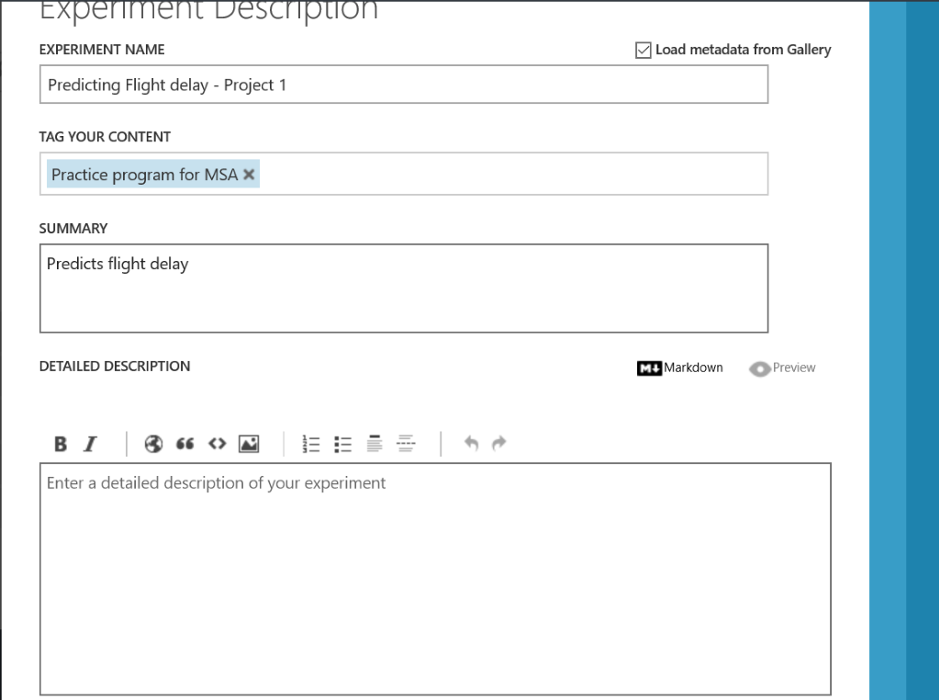 Experiment Description
EXPERIMENT NAME
Load metadata from Gallery
Predicting Flight delay - Project 1
TAG YOUR CONTENT
Practice program for MSA ×
SUMMARY
Predicts flight delay
DETAILED DESCRIPTION
M↓ Markdown
Preview
B I
Enter a detailed description of your experiment